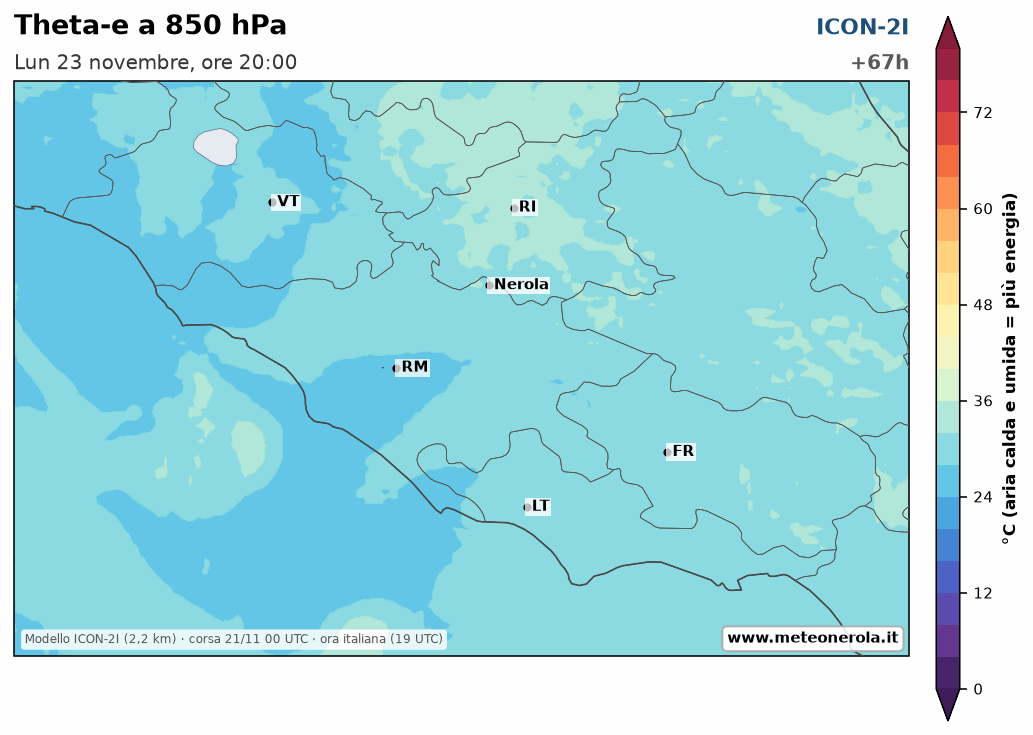 Theta-e a 850 hPa
ICON-2I
Lun 23 novembre, ore 20:00
+67h
72
60
48
36
24
12
0
°C (aria calda e umida = più energia)
VT
RI
Nerola
RM
FR
LT
Modello ICON-2I (2,2 km) · corsa 21/11 00 UTC · ora italiana (19 UTC)
www.meteonerola.it